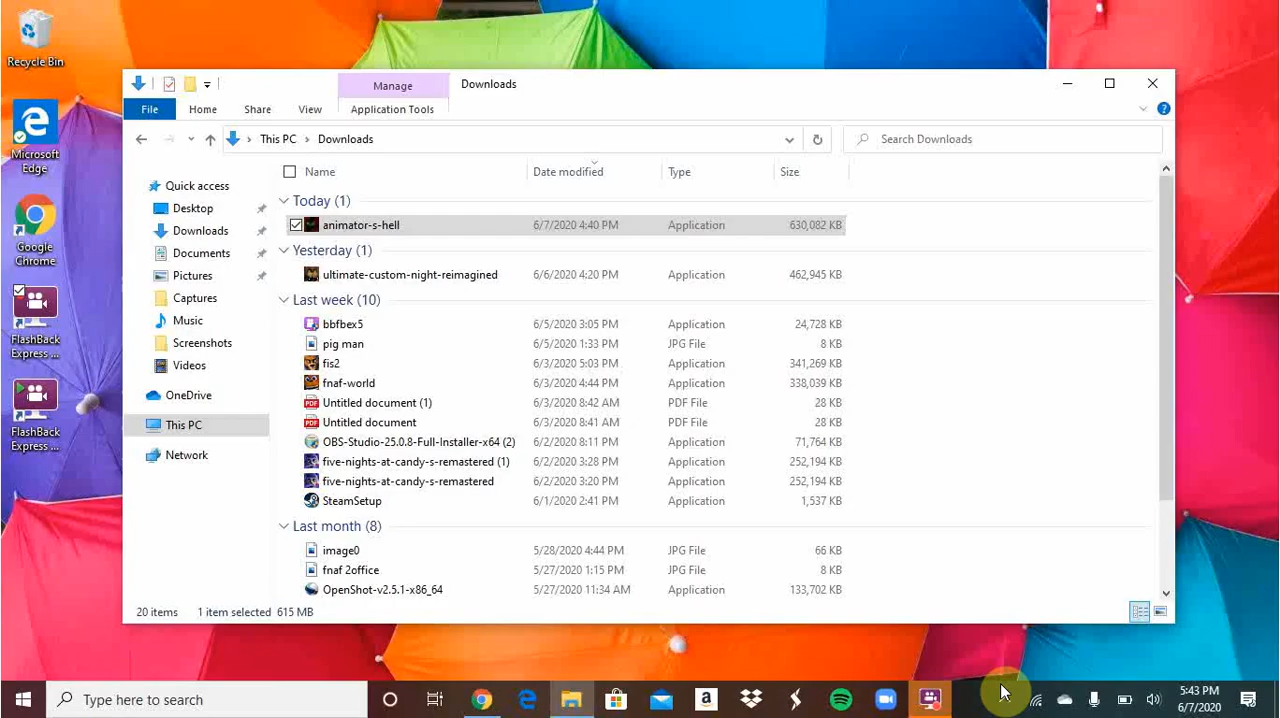 Recycle Bin
Microsoft
Edge
Google
Chrome
FlashBack
Express ...
FlashBack
Express ...
Manage
Downloads
File
Home
Share
View
Application Tools
This PC
Downloads
Search Downloads
Name
Date modified
Type
Size
Quick access
Desktop
Downloads
Documents
Pictures
Captures
Music
Screenshots
Videos
OneDrive
This PC
Network
Today (1)
animator-s-hell 6/7/2020 4:40 PM Application 630,082 KB
Yesterday (1)
ultimate-custom-night-reimagined 6/6/2020 4:20 PM Application 462,945 KB
Last week (10)
bbfbex5 6/5/2020 3:05 PM Application 24,728 KB
pig man 6/5/2020 1:33 PM JPG File 8 KB
fis2 6/3/2020 5:03 PM Application 341,269 KB
fnaf-world 6/3/2020 4:44 PM Application 338,039 KB
Untitled document (1) 6/3/2020 8:42 AM PDF File 28 KB
Untitled document 6/3/2020 8:41 AM PDF File 28 KB
OBS-Studio-25.0.8-Full-Installer-x64 (2) 6/2/2020 8:11 PM Application 71,764 KB
five-nights-at-candy-s-remastered (1) 6/2/2020 3:28 PM Application 252,194 KB
five-nights-at-candy-s-remastered 6/2/2020 3:20 PM Application 252,194 KB
SteamSetup 6/1/2020 2:41 PM Application 1,537 KB
Last month (8)
image0 5/28/2020 4:44 PM JPG File 66 KB
fnaf 2office 5/27/2020 1:15 PM JPG File 8 KB
OpenShot-v2.5.1-x86_64 5/27/2020 11:34 AM Application 133,702 KB
20 items 1 item selected 615 MB
Type here to search
5:43 PM
6/7/2020